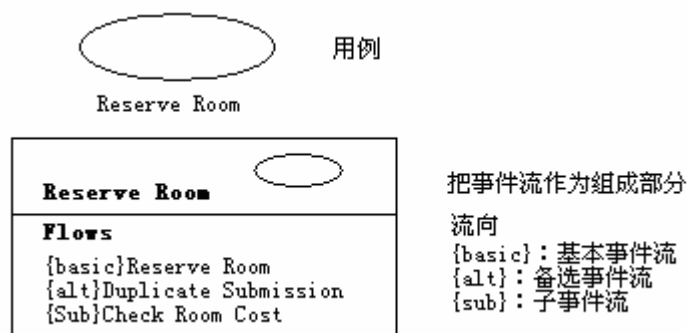 用例
Reserve Room
Reserve Room
把事件流作为组成部分
Flows
流向
{basic}Reserve Room
{basic}：基本事件流
{alt}Duplicate Submission
{alt}：备选事件流
{Sub}Check Room Cost
{sub}：子事件流